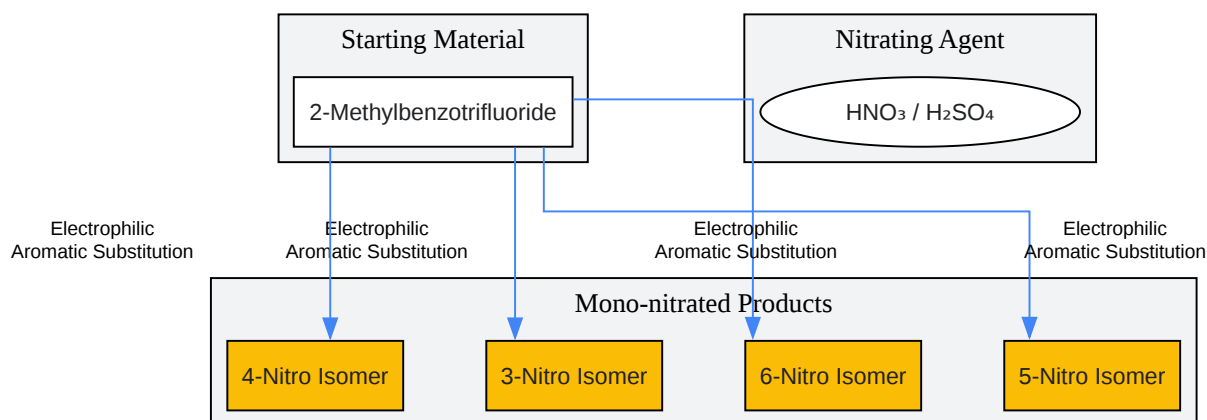 Starting Material
Nitrating Agent
2-Methylbenzotrifluoride
HNO₃ / H₂SO₄
Electrophilic
Aromatic Substitution
Electrophilic
Aromatic Substitution
Electrophilic
Aromatic Substitution
Electrophilic
Aromatic Substitution
Mono-nitrated Products
4-Nitro Isomer
3-Nitro Isomer
6-Nitro Isomer
5-Nitro Isomer